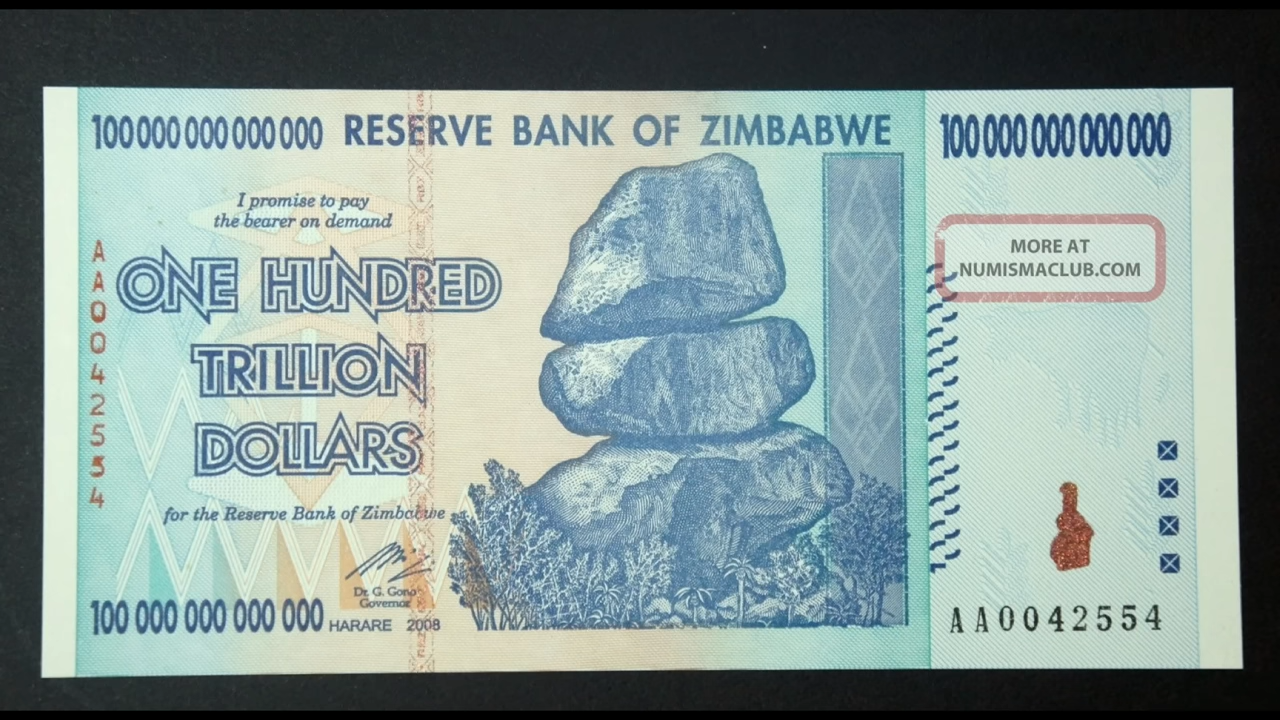 100 000 000 000 000 RESERVE BANK OF ZIMBABWE 100 000 000 000 000
I promise to pay
the bearer on demand
ONE HUNDRED
TRILLION
DOLLARS
for the Reserve Bank of Zimbabwe
Dr. G. Gono
Governor
100 000 000 000 000 HARARE 2008
AA0042554
MORE AT
NUMISMACLUB.COM
AA0042554